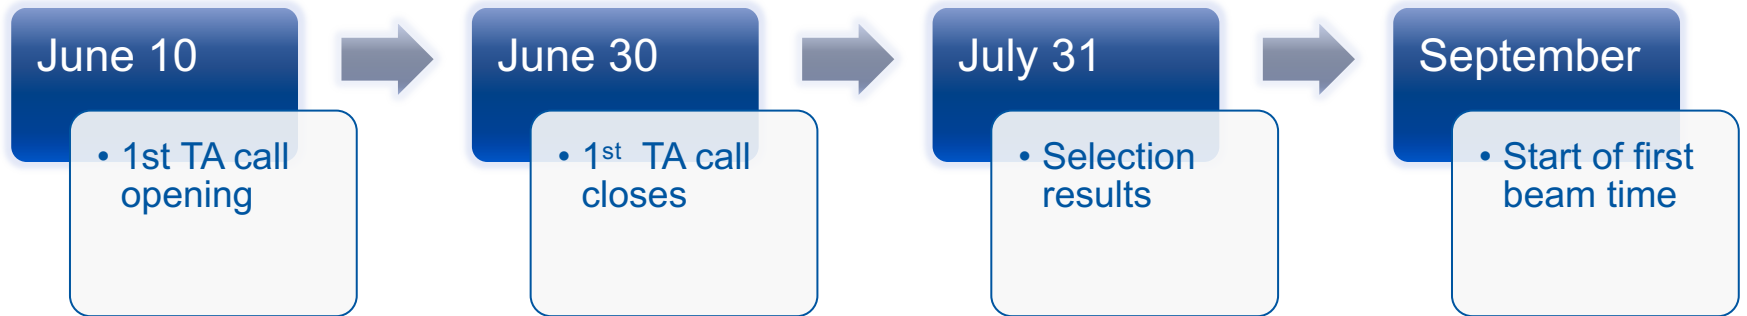 June 10
• 1st TA call
opening
June 30
• 1st TA call
closes
July 31
• Selection
results
September
• Start of first
beam time